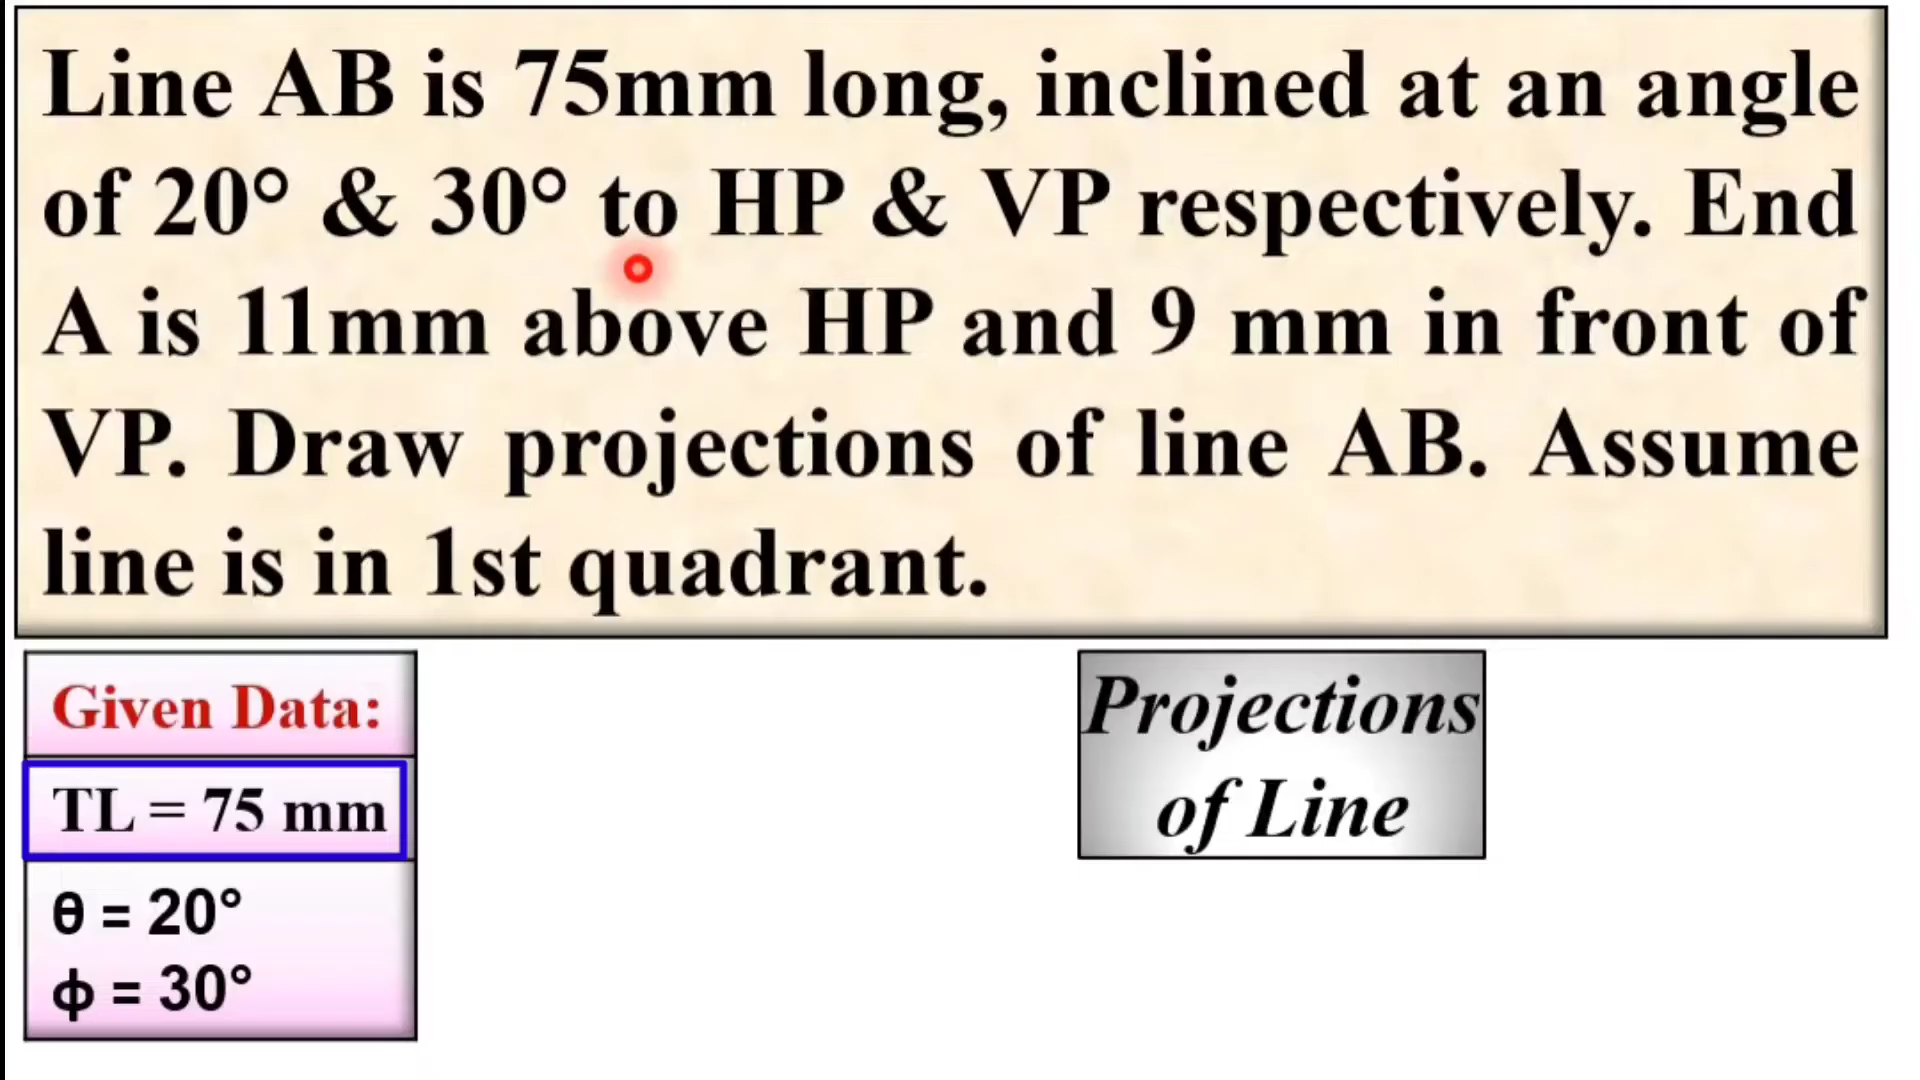 Line AB is 75mm long, inclined at an angle
of 20° & 30° to HP & VP respectively. End
A is 11mm above HP and 9 mm in front of
VP. Draw projections of line AB. Assume
line is in 1st quadrant.
Given Data:
TL = 75 mm
θ = 20°
ϕ = 30°
Projections
of Line